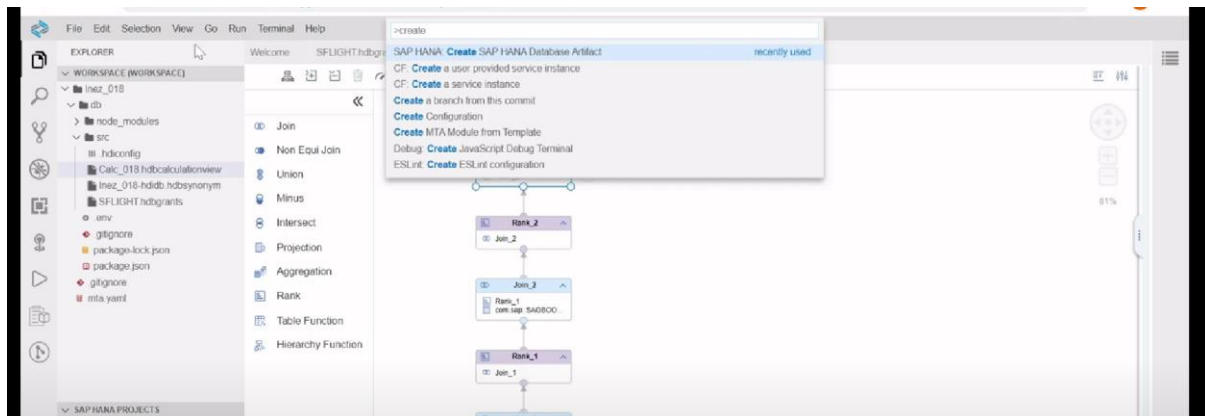 File Edit Selection View Go Run Terminal Help
>create
SAP HANA: Create SAP HANA Database Artifact recently used
CF: Create a user provided service instance
CF: Create a service instance
Create a branch from this commit
Create Configuration
Create MTA Module from Template
Debug: Create JavaScript Debug Terminal
ESLint: Create ESLint configuration
EXPLORER
WORKSPACE (WORKSPACE)
Inez_018
db
node_modules
src
.hdiconfig
Calc_018.hdbcalculationview
Inez_018-hdidb.hdbsynonym
SFLIGHT.hdbgrants
.env
.gitignore
package-lock.json
package.json
.gitignore
mta.yaml
SAP HANA PROJECTS
Welcome SFLIGHT.hdbgr
Join
Non Equi Join
Union
Minus
Intersect
Projection
Aggregation
Rank
Table Function
Hierarchy Function
Rank_2
Join_2
Join_2
Rank_1
Rank_1
Join_1
81%